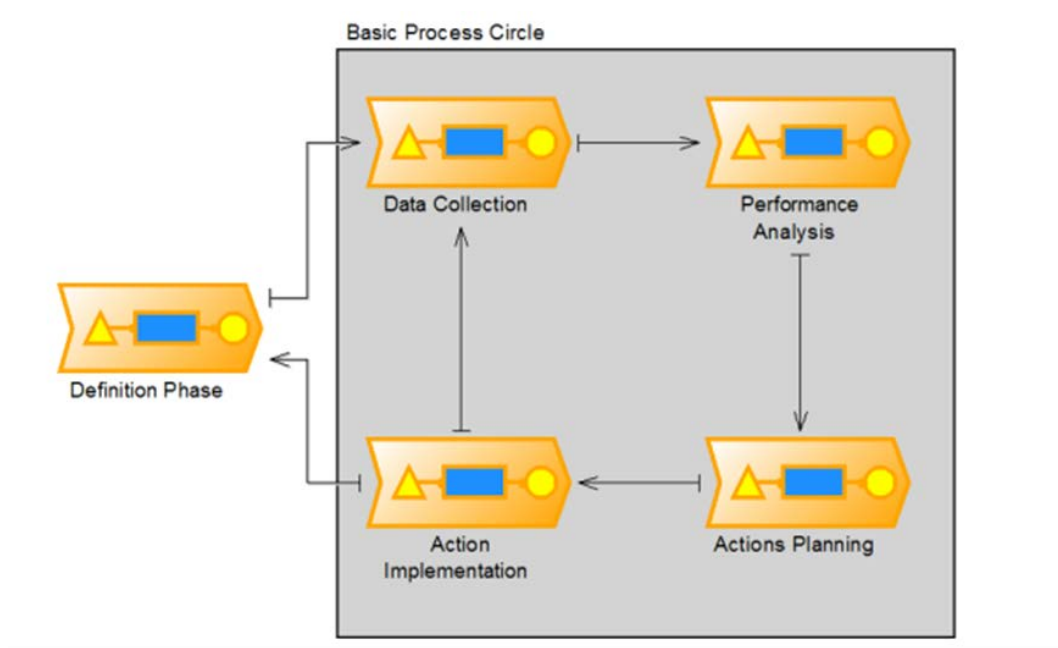 Basic Process Circle
Data Collection
Performance
Analysis
Definition Phase
Action
Implementation
Actions Planning